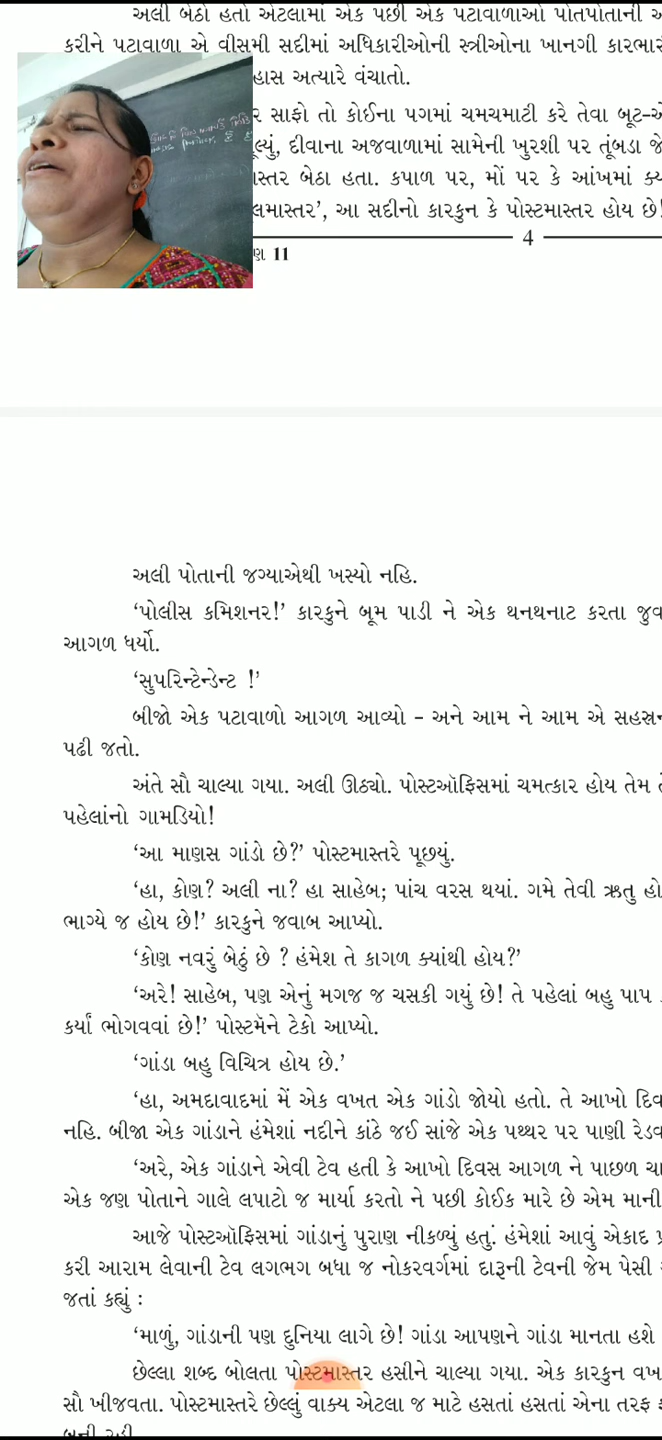 અલી બેઠો હતો એટલામાં એક પછી એક પટાવાળાઓ પોતપોતાની
કરીને પટાવાળા એ વીસમી સદીમાં અધિકારીઓની સ્ત્રીઓના ખાનગી
હાસ અત્યારે વંચાતો.
ર સાફો તો કોઈના પગમાં ચમચમાટી કરે તેવા બૂટ-
લ્યું, દીવાના અજવાળામાં સામેની ખુરશી પર તૂંબડા જે
ાસ્તર બેઠા હતા. કપાળ પર, મોં પર કે આંખમાં ક્ય
લમાસ્તર', આ સદીનો કારકુન કે પોસ્ટમાસ્તર હોય છે!
4
ણ 11
અલી પોતાની જગ્યાએથી ખસ્યો નહિ.
'પોલીસ કમિશનર!' કારકુને બૂમ પાડી ને એક થનથનાટ કરતા જુવ
આગળ ધર્યો.
'સુપરિન્ટેન્ડેન્ટ !'
બીજો એક પટાવાળો આગળ આવ્યો - અને આમ ને આમ એ સહસ્રન
પઢી જતો.
અંતે સૌ ચાલ્યા ગયા. અલી ઊઠ્યો. પોસ્ટઑફિસમાં ચમત્કાર હોય તેમ તે
પહેલાંનો ગામડિયો!
'આ માણસ ગાંડો છે?' પોસ્ટમાસ્તરે પૂછયું.
'હા, કોણ? અલી ના? હા સાહેબ; પાંચ વરસ થયાં. ગમે તેવી ઋતુ હો
ભાગ્યે જ હોય છે!' કારકુને જવાબ આપ્યો.
'કોણ નવરું બેઠું છે ? હંમેશ તે કાગળ ક્યાંથી હોય?'
'અરે! સાહેબ, પણ એનું મગજ જ ચસકી ગયું છે! તે પહેલાં બહુ પાપ
કર્યાં ભોગવવાં છે!' પોસ્ટમૅને ટેકો આપ્યો.
'ગાંડા બહુ વિચિત્ર હોય છે.'
'હા, અમદાવાદમાં મેં એક વખત એક ગાંડો જોયો હતો. તે આખો દિવ
નહિ. બીજા એક ગાંડાને હંમેશાં નદીને કાંઠે જઈ સાંજે એક પથ્થર પર પાણી રેડવ
'અરે, એક ગાંડાને એવી ટેવ હતી કે આખો દિવસ આગળ ને પાછળ ચા
એક જણ પોતાને ગાલે લપાટો જ માર્યા કરતો ને પછી કોઈક મારે છે એમ માની
આજે પોસ્ટઑફિસમાં ગાંડાનું પુરાણ નીકળ્યું હતું. હંમેશાં આવું એકાદ પ્ર
કરી આરામ લેવાની ટેવ લગભગ બધા જ નોકરવર્ગમાં દારૂની ટેવની જેમ પેસી
જતાં કહ્યું :
'માળું, ગાંડાની પણ દુનિયા લાગે છે! ગાંડા આપણને ગાંડા માનતા હશે
છેલ્લા શબ્દ બોલતા પોસ્ટમાસ્તર હસીને ચાલ્યા ગયા. એક કારકુન વખ
સૌ ખીજવતા. પોસ્ટમાસ્તરે છેલ્લું વાક્ય એટલા જ માટે હસતાં હસતાં એના તરફ